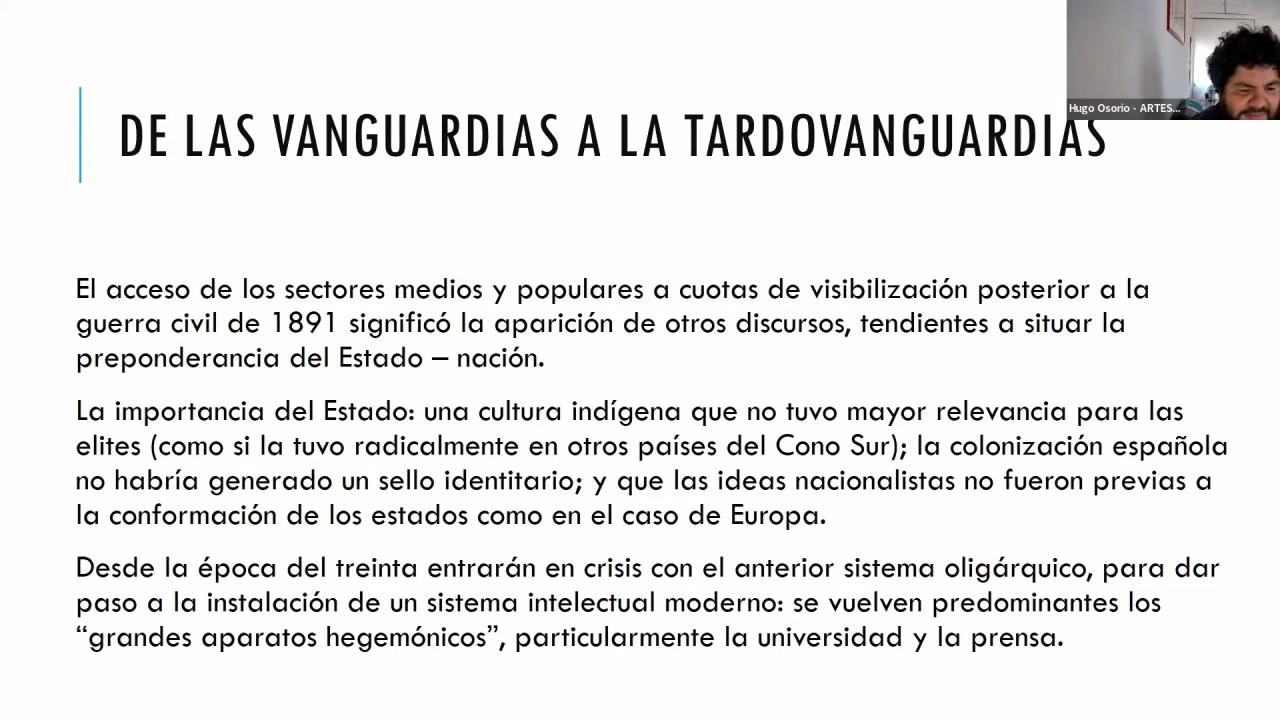 Hugo Osorio - ARTES...
DE LAS VANGUARDIAS A LA TARDOVANGUARDIAS
El acceso de los sectores medios y populares a cuotas de visibilización posterior a la
guerra civil de 1891 significó la aparición de otros discursos, tendientes a situar la
preponderancia del Estado – nación.
La importancia del Estado: una cultura indígena que no tuvo mayor relevancia para las
elites (como si la tuvo radicalmente en otros países del Cono Sur); la colonización española
no habría generado un sello identitario; y que las ideas nacionalistas no fueron previas a
la conformación de los estados como en el caso de Europa.
Desde la época del treinta entrarán en crisis con el anterior sistema oligárquico, para dar
paso a la instalación de un sistema intelectual moderno: se vuelven predominantes los
“grandes aparatos hegemónicos”, particularmente la universidad y la prensa.